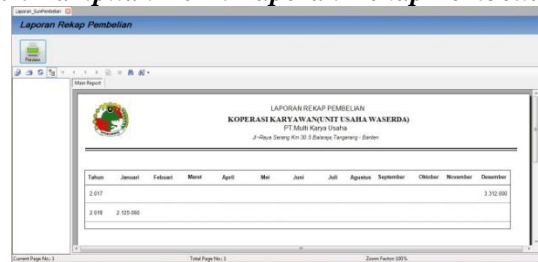 Laporan Rekap Pembelian
Preview
Main Report
LAPORAN REKAP PEMBELIAN
KOPERASI KARYAWAN(UNIT USAHA WASERDA)
PT.Multi Karya Usaha
Jl-Raya Serang Km 30.5 Balaraja Tangerang - Banten
Tahun Januari Februari Maret April Mei Juni Juli Agustus September Oktober November Desember
2.017 3.312.000
2.018 2.125.000
Current Page No.: 1 Total Page No.: 1 Zoom Factor: 100%